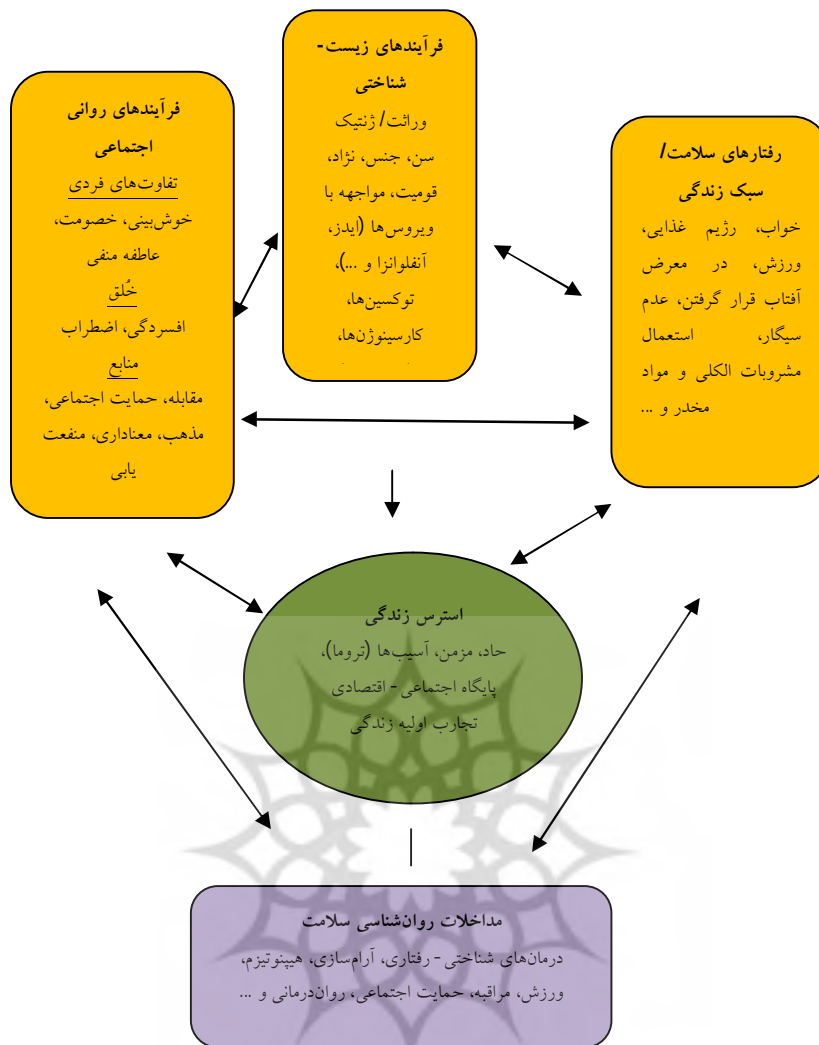 فرآیندهای زیست-
شناختی
وراثت/ ژنتیک
سن، جنس، نژاد،
قومیت، مواجهه با
ویروس‌ها (ایدز،
آنفلوانزا و ...)،
توکسین‌ها،
کارسینوژن‌ها،
فرآیندهای روانی
اجتماعی
تفاوت‌های فردی
خوش‌بینی، خصومت،
عاطفه منفی
خُلق
افسردگی، اضطراب
منابع
مقابله، حمایت اجتماعی،
مذهب، معناداری، منفعت
یابی
رفتارهای سلامت/
سبک زندگی
خواب، رژیم غذایی،
ورزش، در معرض
آفتاب قرار گرفتن، عدم
سیگار، استعمال
مشروبات الکلی و مواد
مخدر و ...
استرس زندگی
حاد، مزمن، آسیب‌ها (تروما)،
پایگاه اجتماعی - اقتصادی
تجارب اولیه زندگی
مداخلات روان‌شناسی سلامت
درمان‌های شناختی - رفتاری، آرام‌سازی، هیپنوتیزم،
ورزش، مراقبه، حمایت اجتماعی، روان‌درمانی و ...